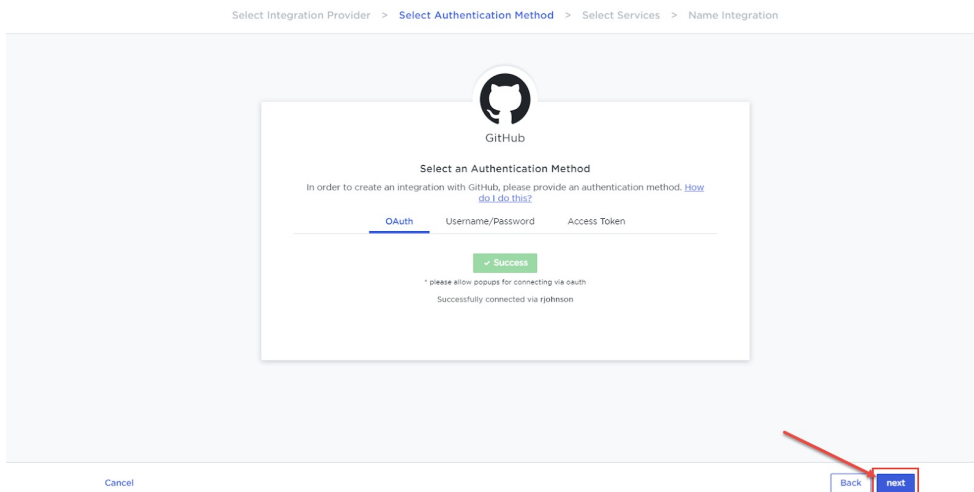 Select Integration Provider > Select Authentication Method > Select Services > Name Integration
GitHub
Select an Authentication Method
In order to create an integration with GitHub, please provide an authentication method. How
do I do this?
OAuth Username/Password Access Token
✓ Success
* please allow popups for connecting via oauth
Successfully connected via rjohnson
Cancel Back next